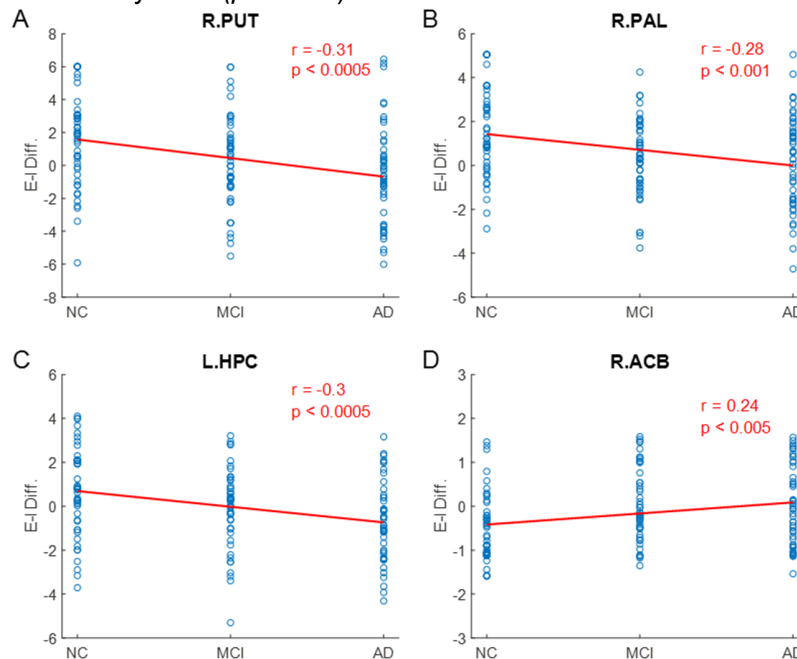 A
R.PUT
r = -0.31
p < 0.0005
E-I Diff.
8
6
4
2
0
-2
-4
-6
-8
NC MCI AD
B
R.PAL
r = -0.28
p < 0.001
E-I Diff.
6
4
2
0
-2
-4
-6
NC MCI AD
C
L.HPC
r = -0.3
p < 0.0005
E-I Diff.
6
4
2
0
-2
-4
-6
NC MCI AD
D
R.ACB
r = 0.24
p < 0.005
E-I Diff.
3
2
1
0
-1
-2
-3
NC MCI AD